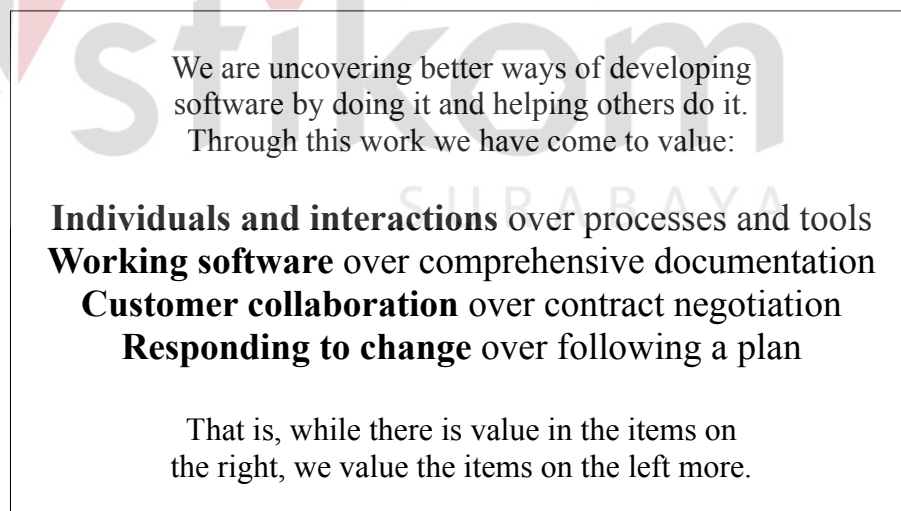 stikom
SURABAYA
We are uncovering better ways of developing
software by doing it and helping others do it.
Through this work we have come to value:
Individuals and interactions over processes and tools
Working software over comprehensive documentation
Customer collaboration over contract negotiation
Responding to change over following a plan
That is, while there is value in the items on
the right, we value the items on the left more.